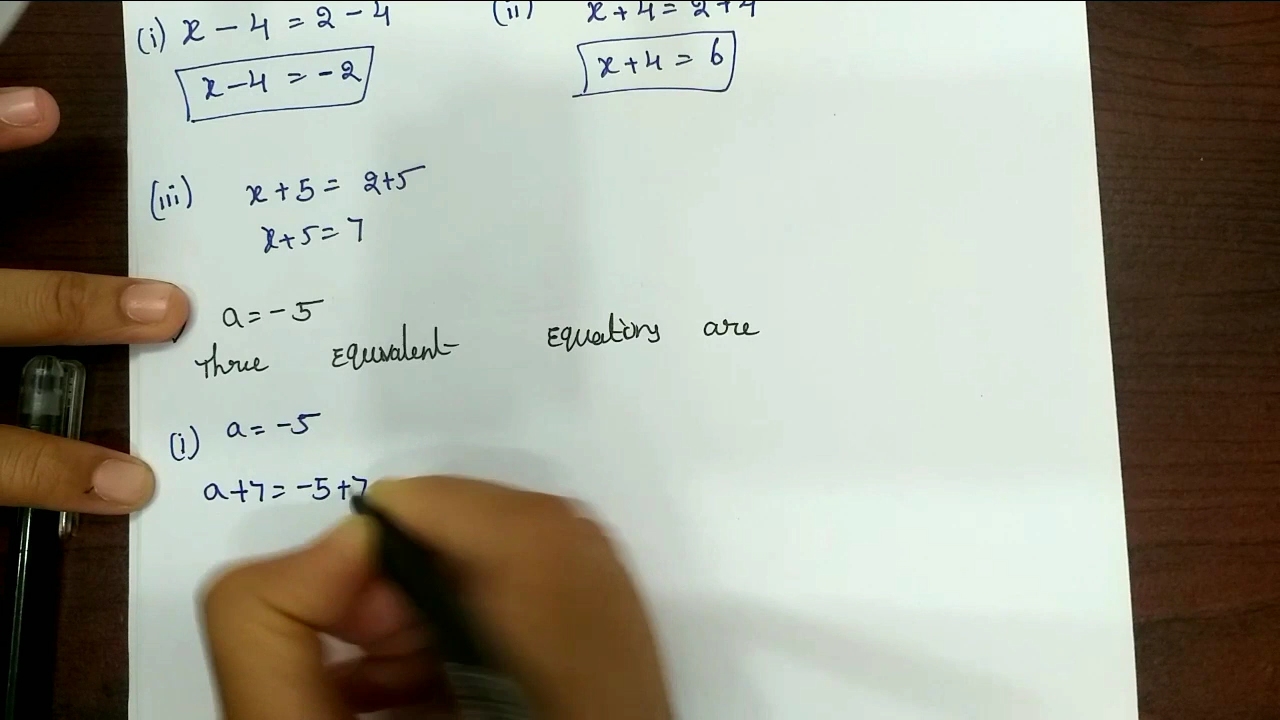 (i) x - 4 = 2 - 4
(ii) x + 4 = 2 + 4
x - 4 = - 2
x + 4 = 6
(iii) x + 5 = 2+5
x+5 = 7
a = - 5
Three Equivalent Equations are
(i) a = -5
a+7 = -5+7